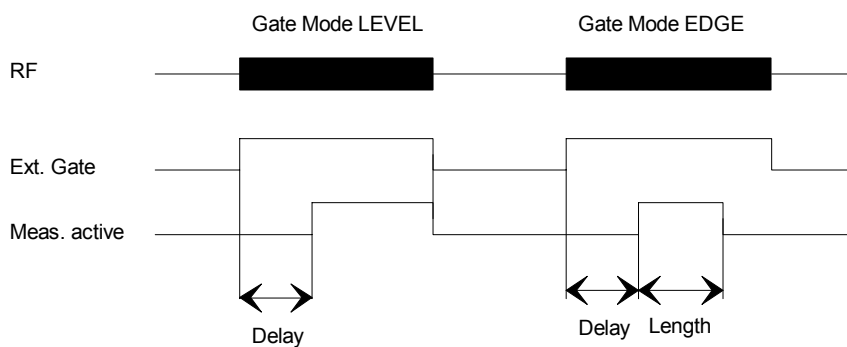 Gate Mode LEVEL Gate Mode EDGE
RF
Ext. Gate
Meas. active
Delay Delay Length